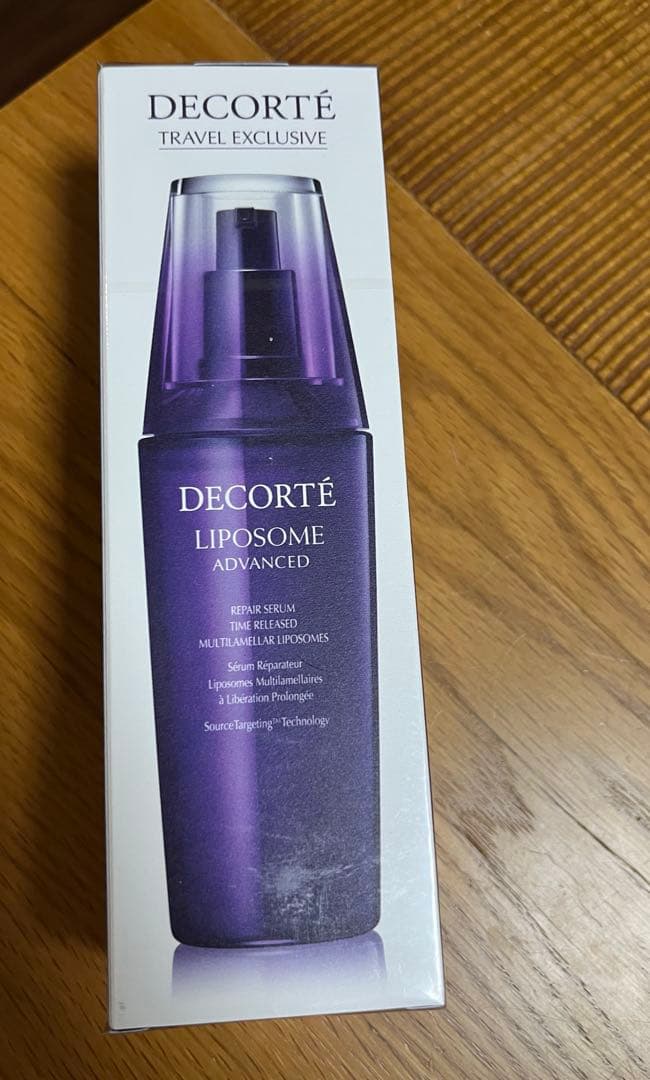 DECORTÉ
TRAVEL EXCLUSIVE
DECORTÉ
LIPOSOME
ADVANCED
REPAIR SERUM
TIME RELEASED
MULTILAMELLAR LIPOSOMES
Sérum Réparateur
Liposomes Multilamellaires
à Libération Prolongée
SourceTargeting™ Technology